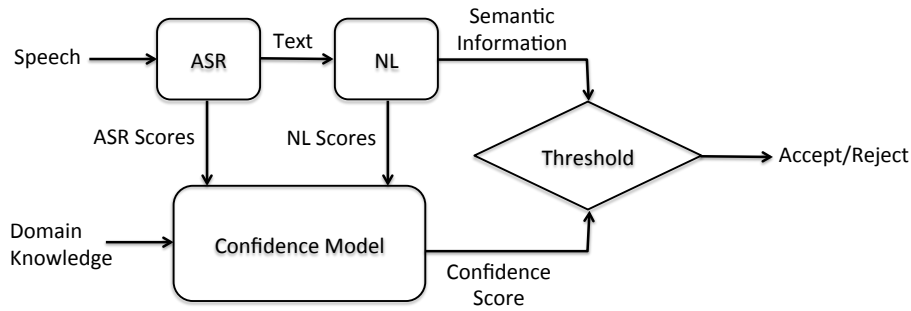 Speech
ASR
Text
NL
Semantic
Information
ASR Scores
NL Scores
Threshold
Accept/Reject
Domain
Knowledge
Confidence Model
Confidence
Score